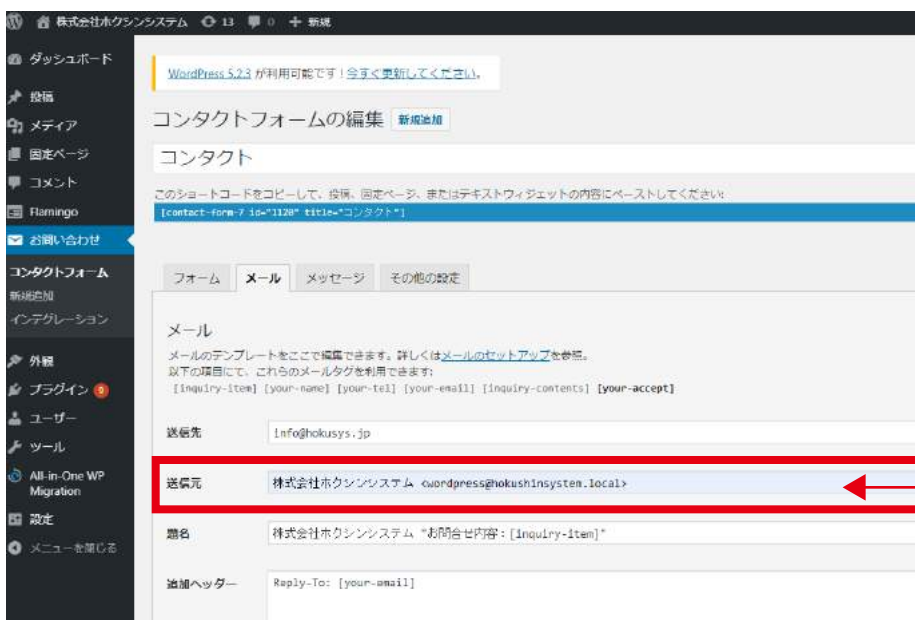 株式会社ホクシンシステム 13 0 新規
ダッシュボード
投稿
メディア
固定ページ
コメント
Flamingo
お問い合わせ
コンタクトフォーム
新規追加
インテグレーション
外観
プラグイン
ユーザー
ツール
All-in-One WP
Migration
設定
メニューを閉じる
WordPress 5.2.3 が利用可能です ! 今すぐ更新してください。
コンタクトフォームの編集 新規追加
コンタクト
このショートコードをコピーして、投稿、固定ページ、またはテキストウィジェットの内容にペーストしてください:
[contact-form-7 id="1120" title="コンタクト"]
フォーム メール メッセージ その他の設定
メール
メールのテンプレートをここで編集できます。詳しくはメールのセットアップを参照。
以下の項目にて、これらのメールタグを利用できます:
[inquiry-item] [your-name] [your-tel] [your-email] [inquiry-contents] [your-accept]
送信先 info@hokusys.jp
送信元 株式会社ホクシンシステム <wordpress@hokushinsystem.local>
題名 株式会社ホクシンシステム "お問合せ内容：[inquiry-item]"
追加ヘッダー Reply-To: [your-email]